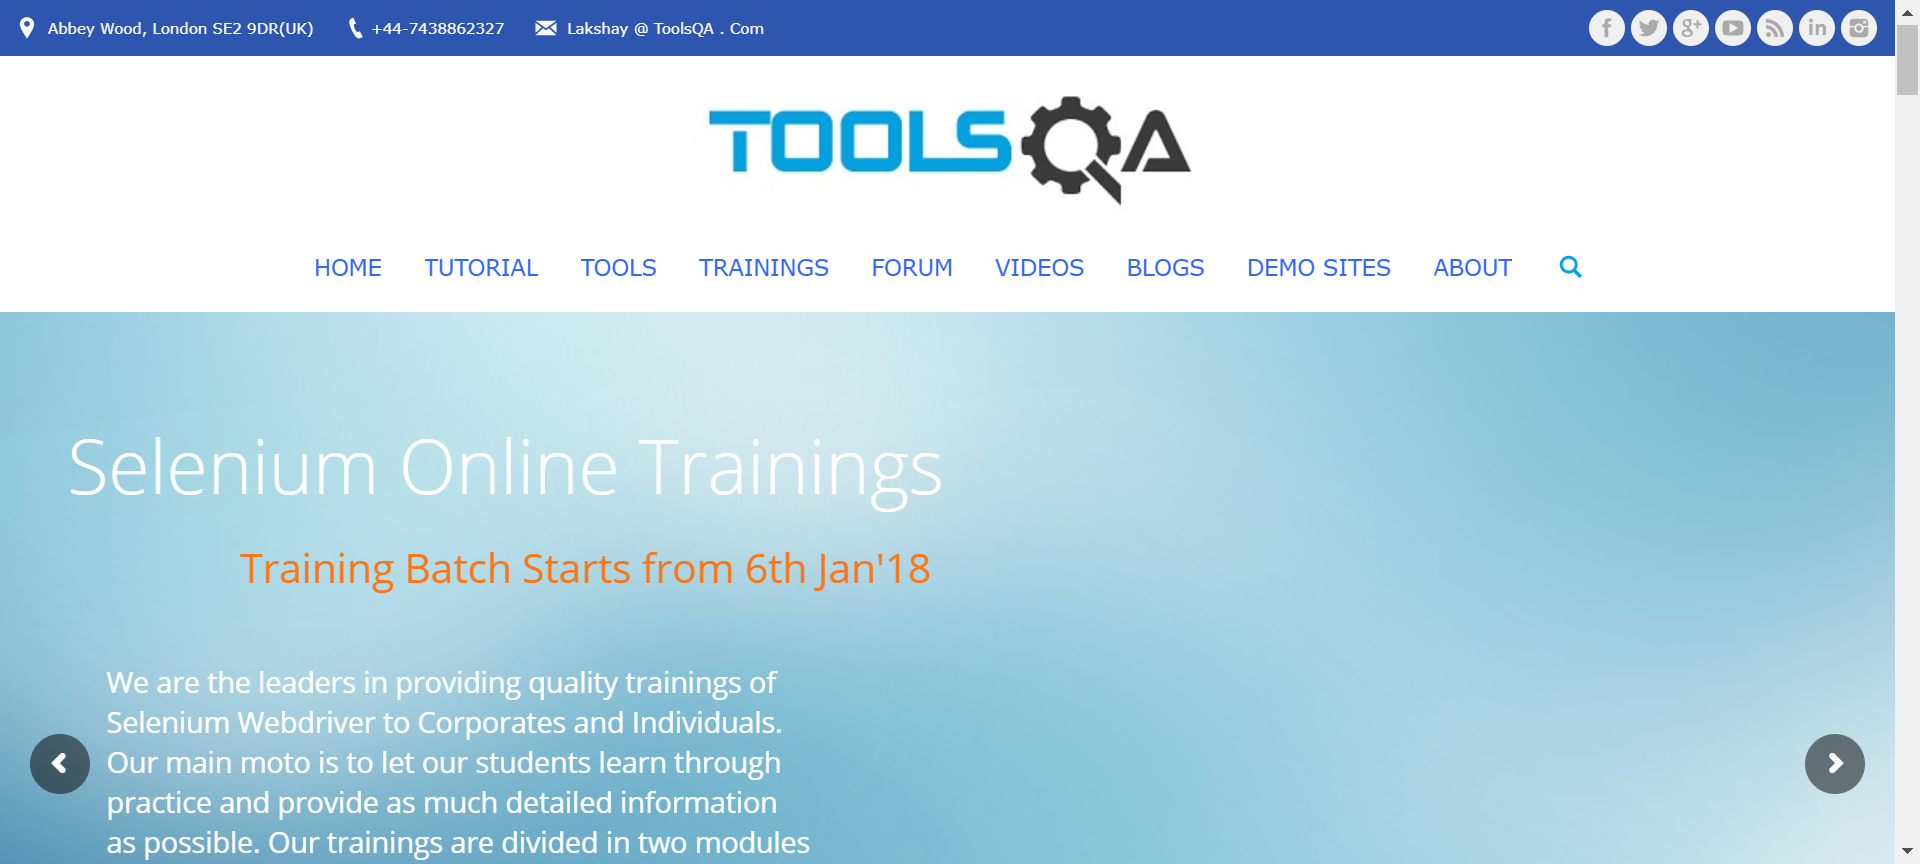 Abbey Wood, London SE2 9DR(UK) +44-7438862327 Lakshay @ ToolsQA . Com
TOOLSQA
HOME TUTORIAL TOOLS TRAININGS FORUM VIDEOS BLOGS DEMO SITES ABOUT
Selenium Online Trainings
Training Batch Starts from 6th Jan'18
We are the leaders in providing quality trainings of
Selenium Webdriver to Corporates and Individuals.
Our main moto is to let our students learn through
practice and provide as much detailed information
as possible. Our trainings are divided in two modules